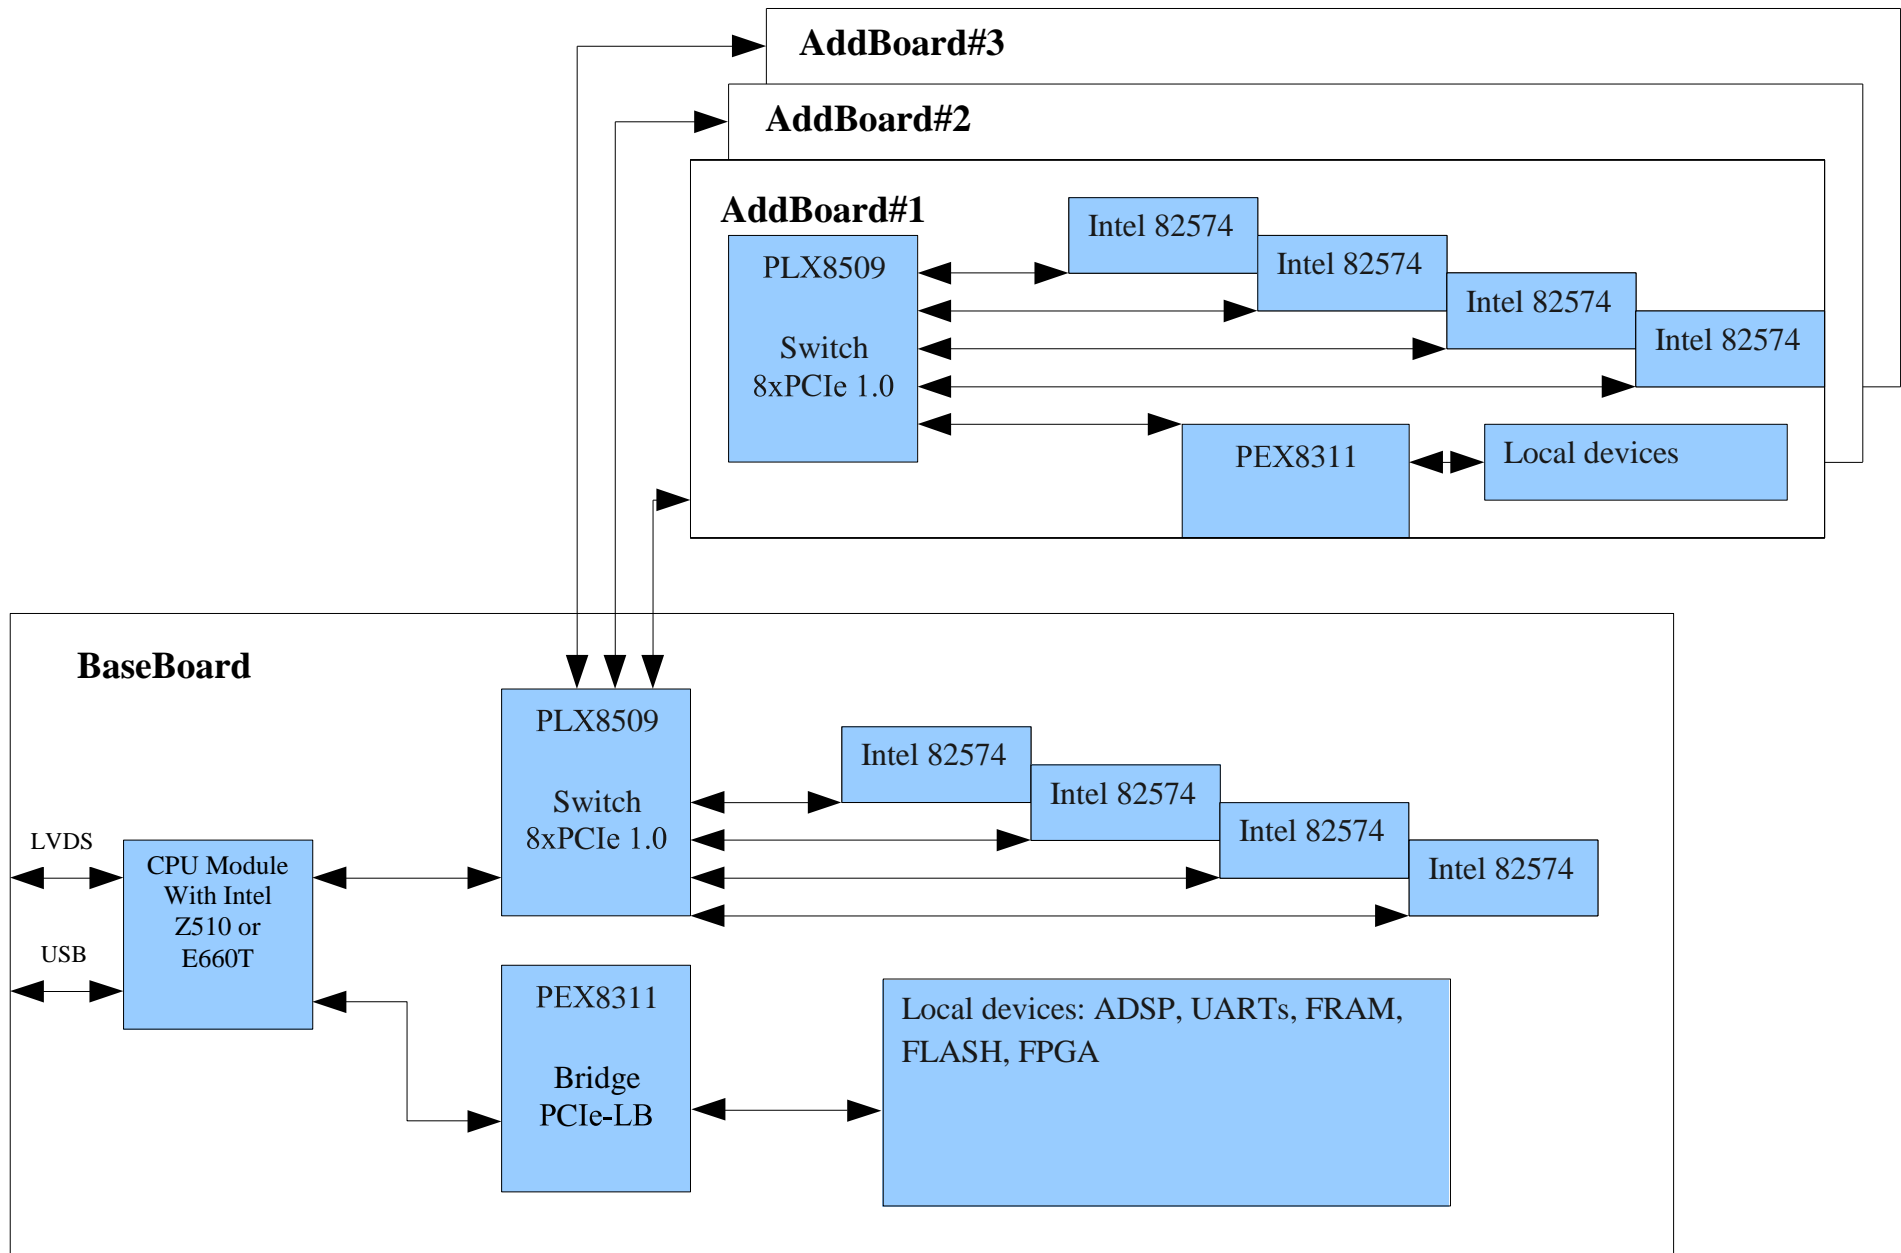 AddBoard#3
AddBoard#2
AddBoard#1
PLX8509
Switch
8xPCIe 1.0
Intel 82574
Intel 82574
Intel 82574
Intel 82574
PEX8311
Local devices
BaseBoard
PLX8509
Switch
8xPCIe 1.0
Intel 82574
Intel 82574
Intel 82574
Intel 82574
LVDS
USB
CPU Module
With Intel
Z510 or
E660T
PEX8311
Bridge
PCIe-LB
Local devices: ADSP, UARTs, FRAM,
FLASH, FPGA